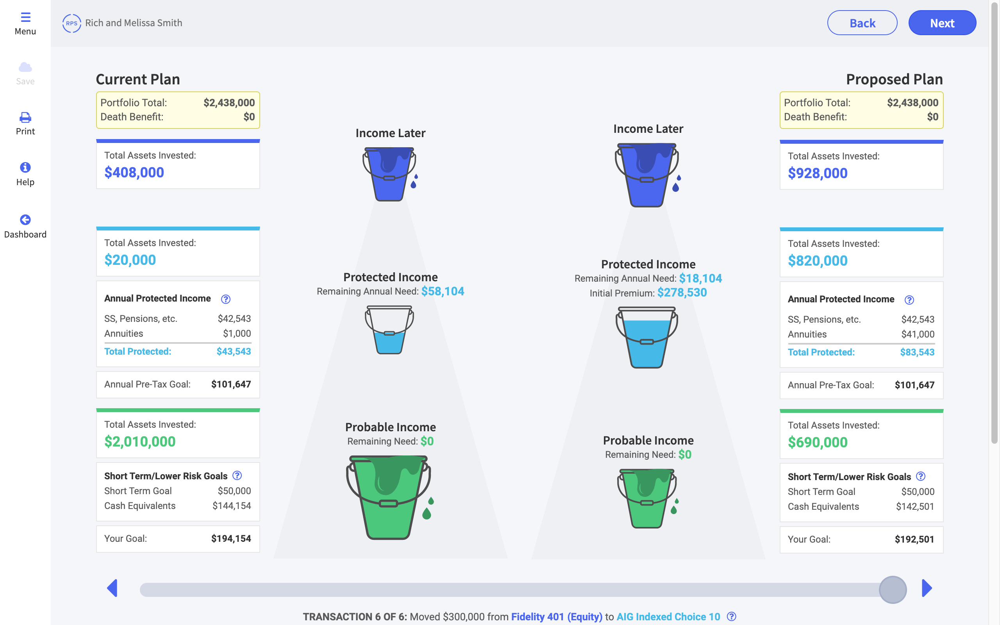 Menu
Save
Print
Help
Dashboard
RPS Rich and Melissa Smith
Back
Next
Current Plan
Portfolio Total: $2,438,000
Death Benefit: $0
Total Assets Invested:
$408,000
Total Assets Invested:
$20,000
Annual Protected Income ?
SS, Pensions, etc. $42,543
Annuities $1,000
Total Protected: $43,543
Annual Pre-Tax Goal: $101,647
Total Assets Invested:
$2,010,000
Short Term/Lower Risk Goals ?
Short Term Goal $50,000
Cash Equivalents $144,154
Your Goal: $194,154
Income Later
Protected Income
Remaining Annual Need: $58,104
Probable Income
Remaining Need: $0
Income Later
Protected Income
Remaining Annual Need: $18,104
Initial Premium: $278,530
Probable Income
Remaining Need: $0
Proposed Plan
Portfolio Total: $2,438,000
Death Benefit: $0
Total Assets Invested:
$928,000
Total Assets Invested:
$820,000
Annual Protected Income ?
SS, Pensions, etc. $42,543
Annuities $41,000
Total Protected: $83,543
Annual Pre-Tax Goal: $101,647
Total Assets Invested:
$690,000
Short Term/Lower Risk Goals ?
Short Term Goal $50,000
Cash Equivalents $142,501
Your Goal: $192,501
TRANSACTION 6 OF 6: Moved $300,000 from Fidelity 401 (Equity) to AIG Indexed Choice 10 ?